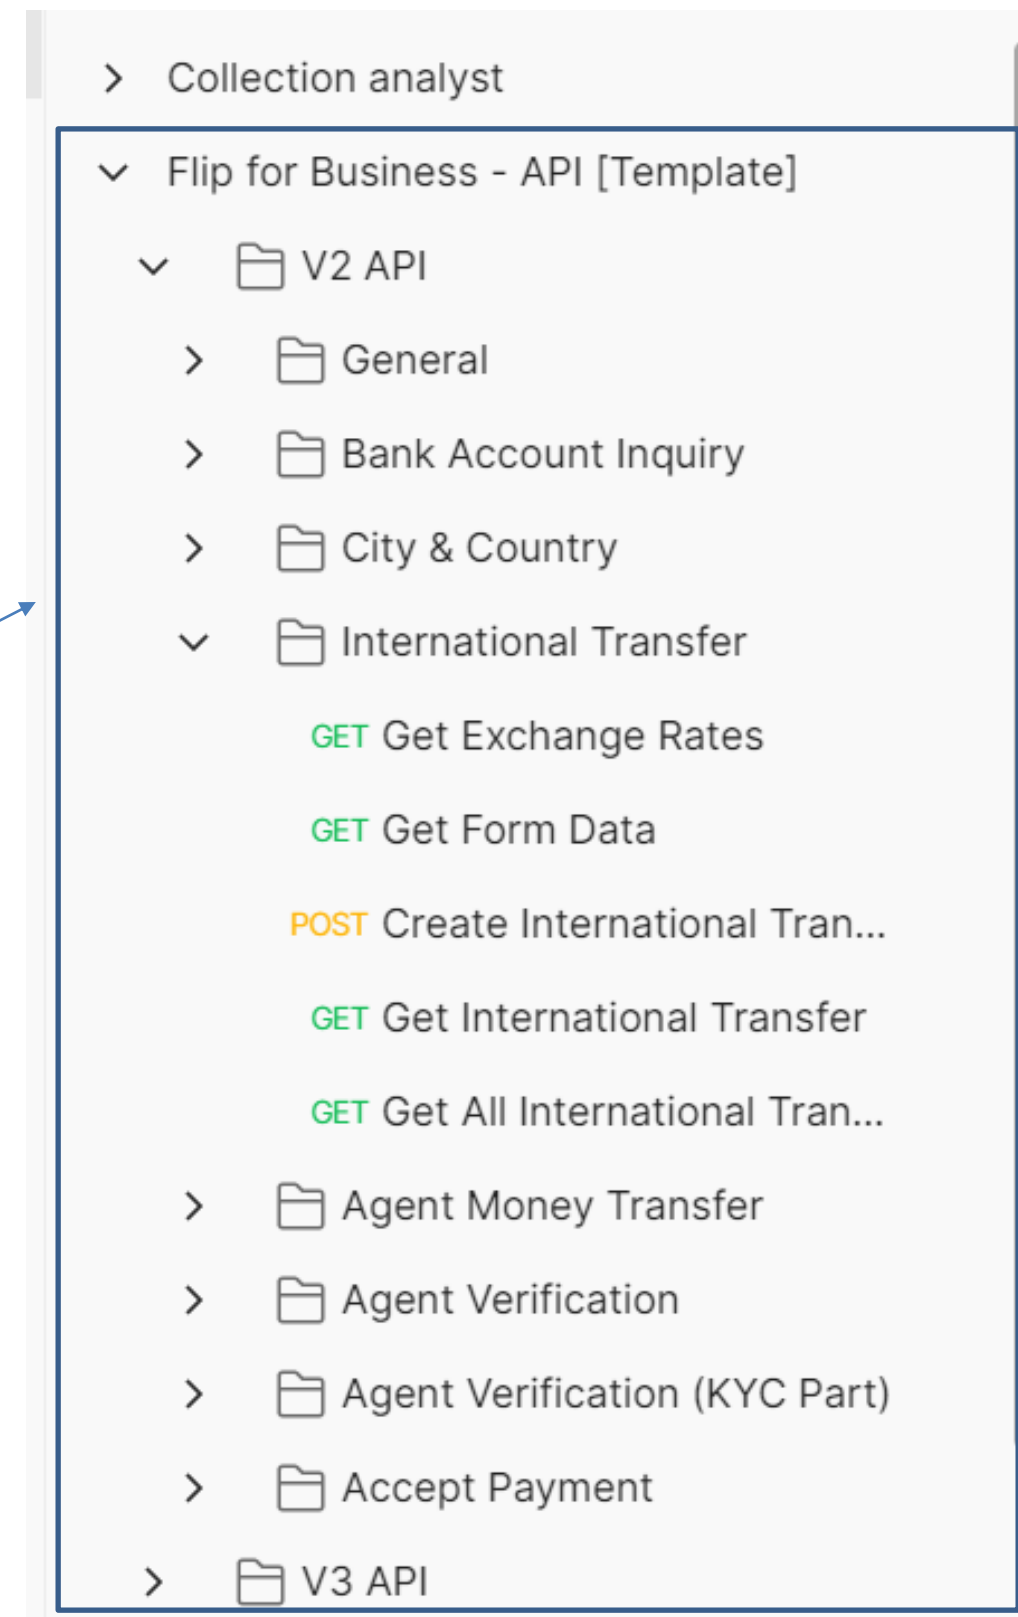 Collection analyst
Flip for Business - API [Template]
V2 API
General
Bank Account Inquiry
City & Country
International Transfer
GET Get Exchange Rates
GET Get Form Data
POST Create International Tran...
GET Get International Transfer
GET Get All International Tran...
Agent Money Transfer
Agent Verification
Agent Verification (KYC Part)
Accept Payment
V3 API